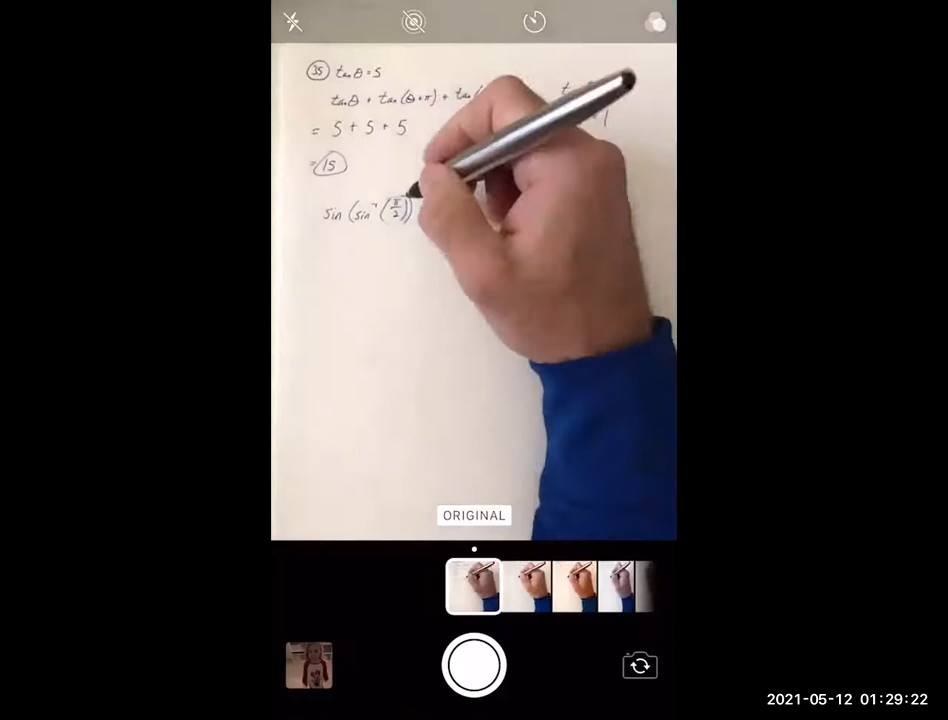 35 tan θ = 5
tan θ + tan(θ+π) + tan(
= 5 + 5 + 5
= 15
sin (sin⁻¹ (π/2))
ORIGINAL
2021-05-12 01:29:22